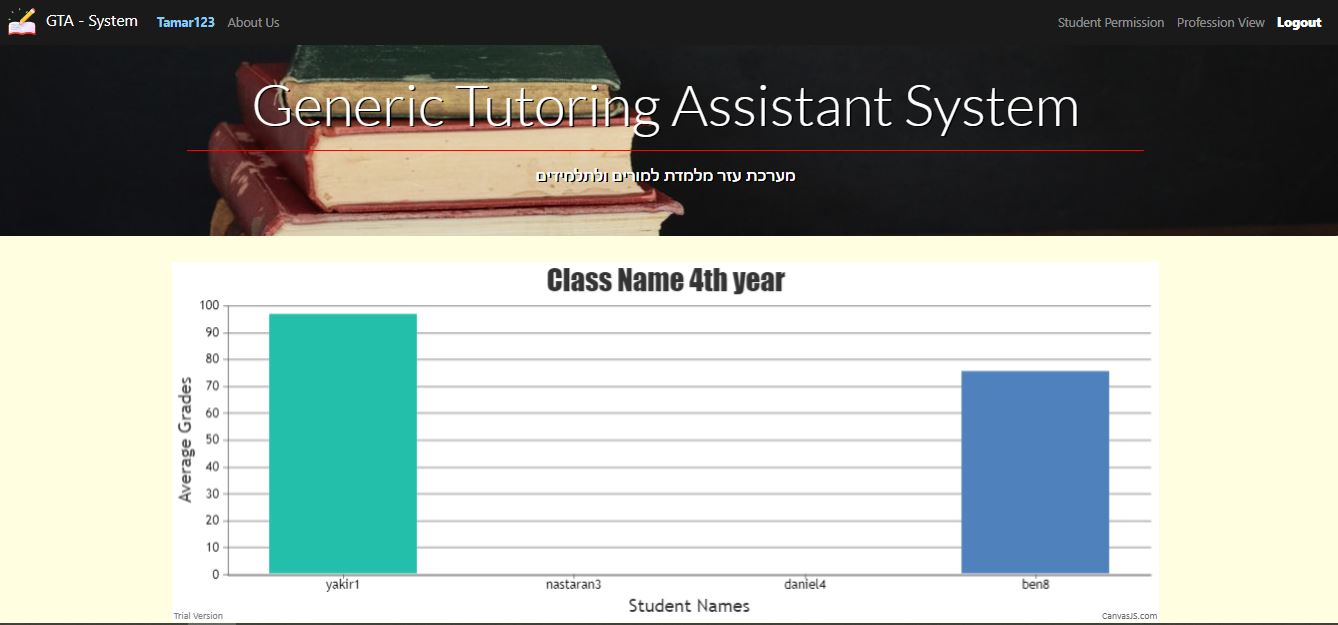 GTA - System Tamar123 About Us Student Permission Profession View Logout
Generic Tutoring Assistant System
מערכת עזר מלמדת למורים ולתלמידים
Class Name 4th year
100
90
80
70
60
50
40
30
20
10
0
Average Grades
yakir1 nastaran3 daniel4 ben8
Student Names
Trial Version CanvasJS.com